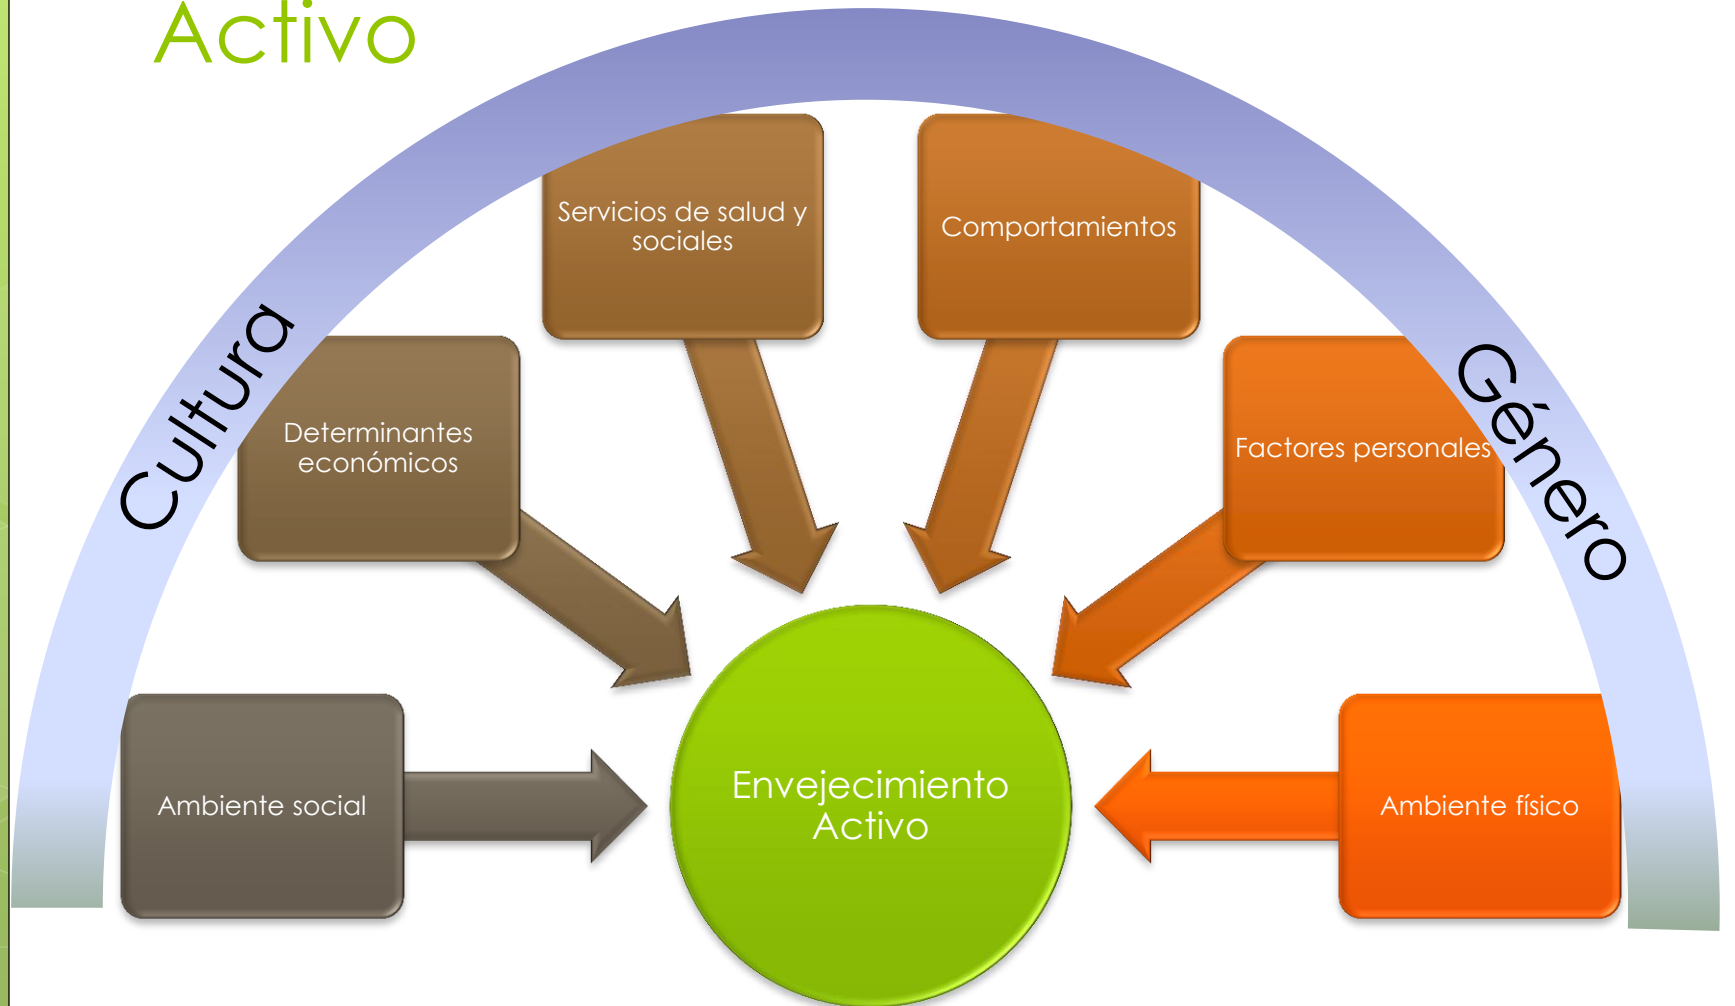 Activo
Servicios de salud y
sociales
Comportamientos
Cultura
Género
Determinantes
económicos
Factores personales
Ambiente social
Envejecimiento
Activo
Ambiente físico